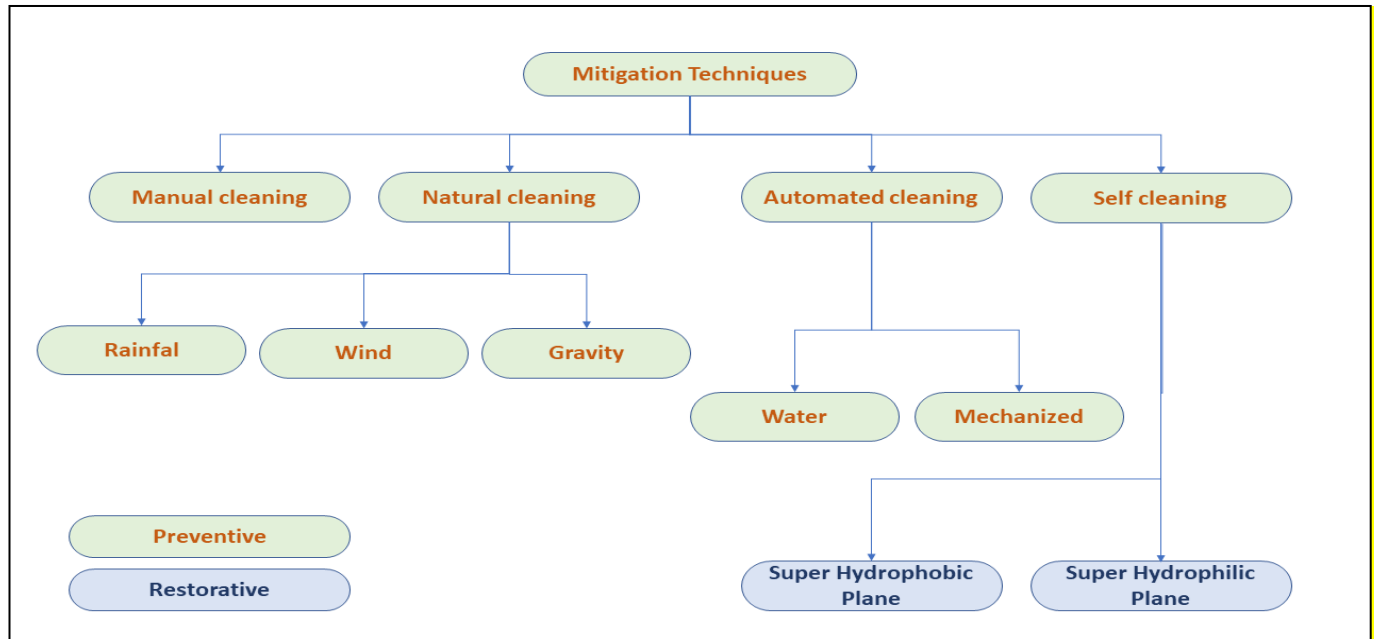 Mitigation Techniques
Manual cleaning
Natural cleaning
Automated cleaning
Self cleaning
Rainfal
Wind
Gravity
Water
Mechanized
Preventive
Restorative
Super Hydrophobic
Plane
Super Hydrophilic
Plane